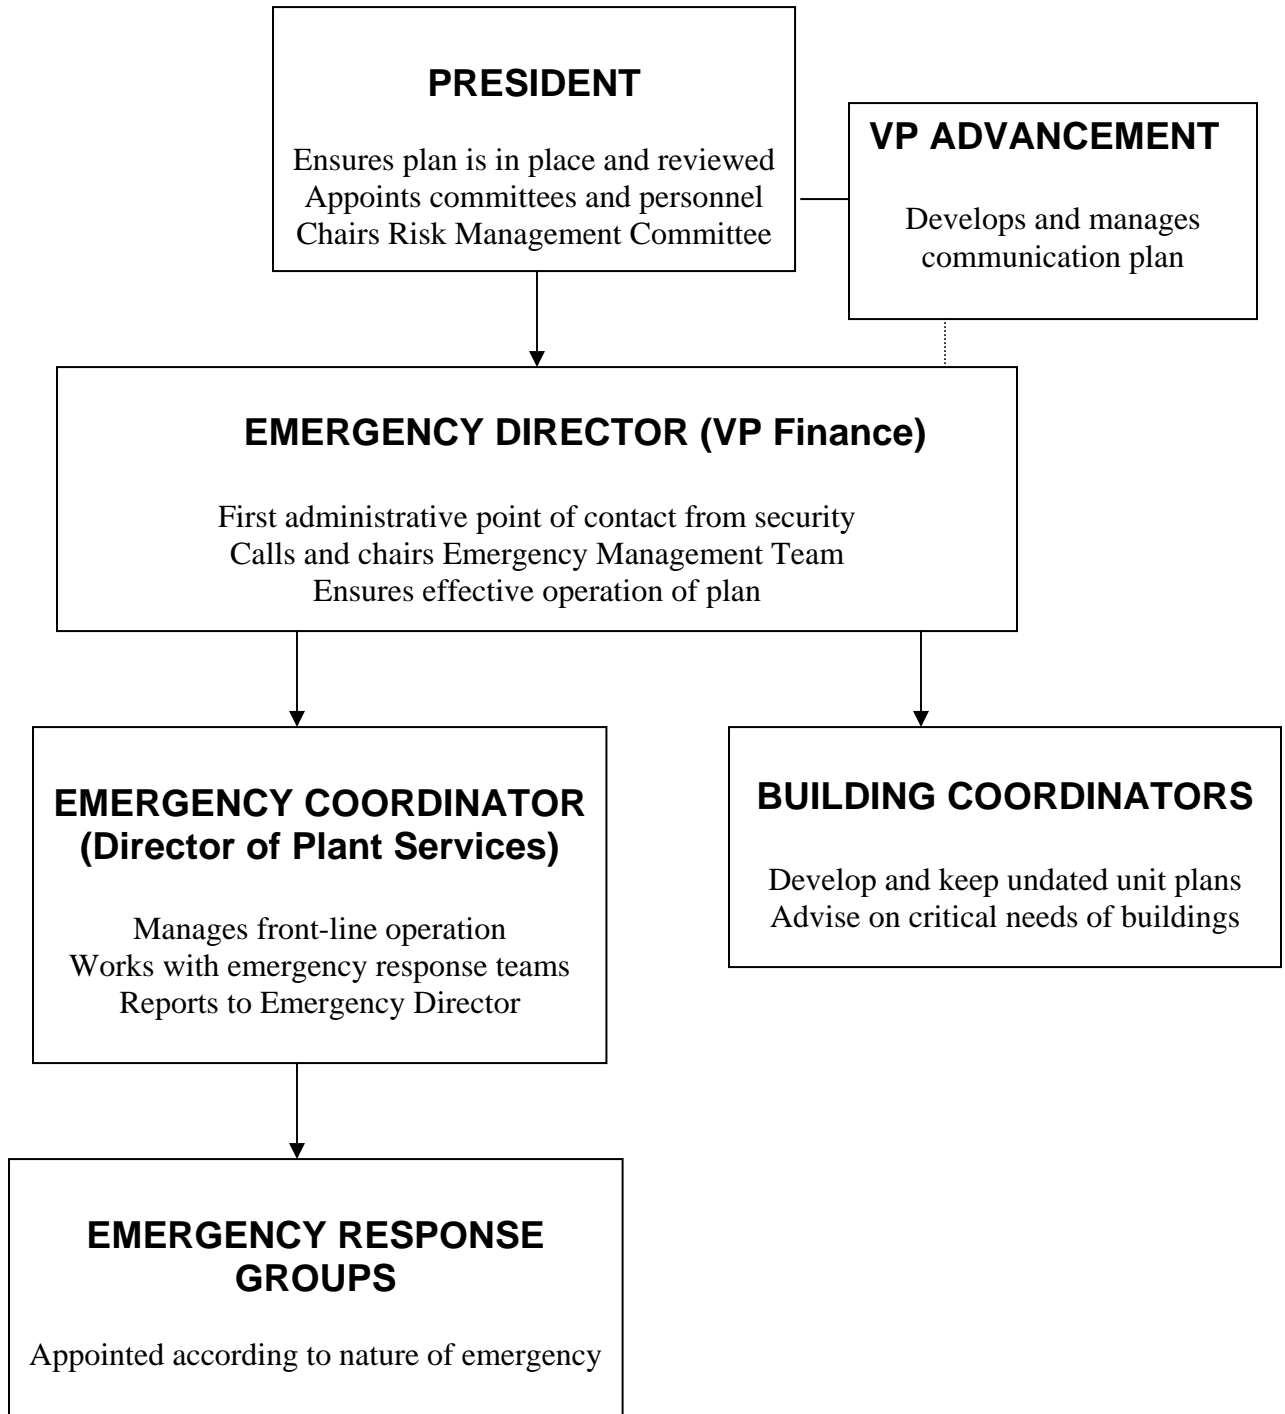 PRESIDENT
Ensures plan is in place and reviewed
Appoints committees and personnel
Chairs Risk Management Committee
VP ADVANCEMENT
Develops and manages
communication plan
EMERGENCY DIRECTOR (VP Finance)
First administrative point of contact from security
Calls and chairs Emergency Management Team
Ensures effective operation of plan
EMERGENCY COORDINATOR
(Director of Plant Services)
Manages front-line operation
Works with emergency response teams
Reports to Emergency Director
BUILDING COORDINATORS
Develop and keep undated unit plans
Advise on critical needs of buildings
EMERGENCY RESPONSE
GROUPS
Appointed according to nature of emergency